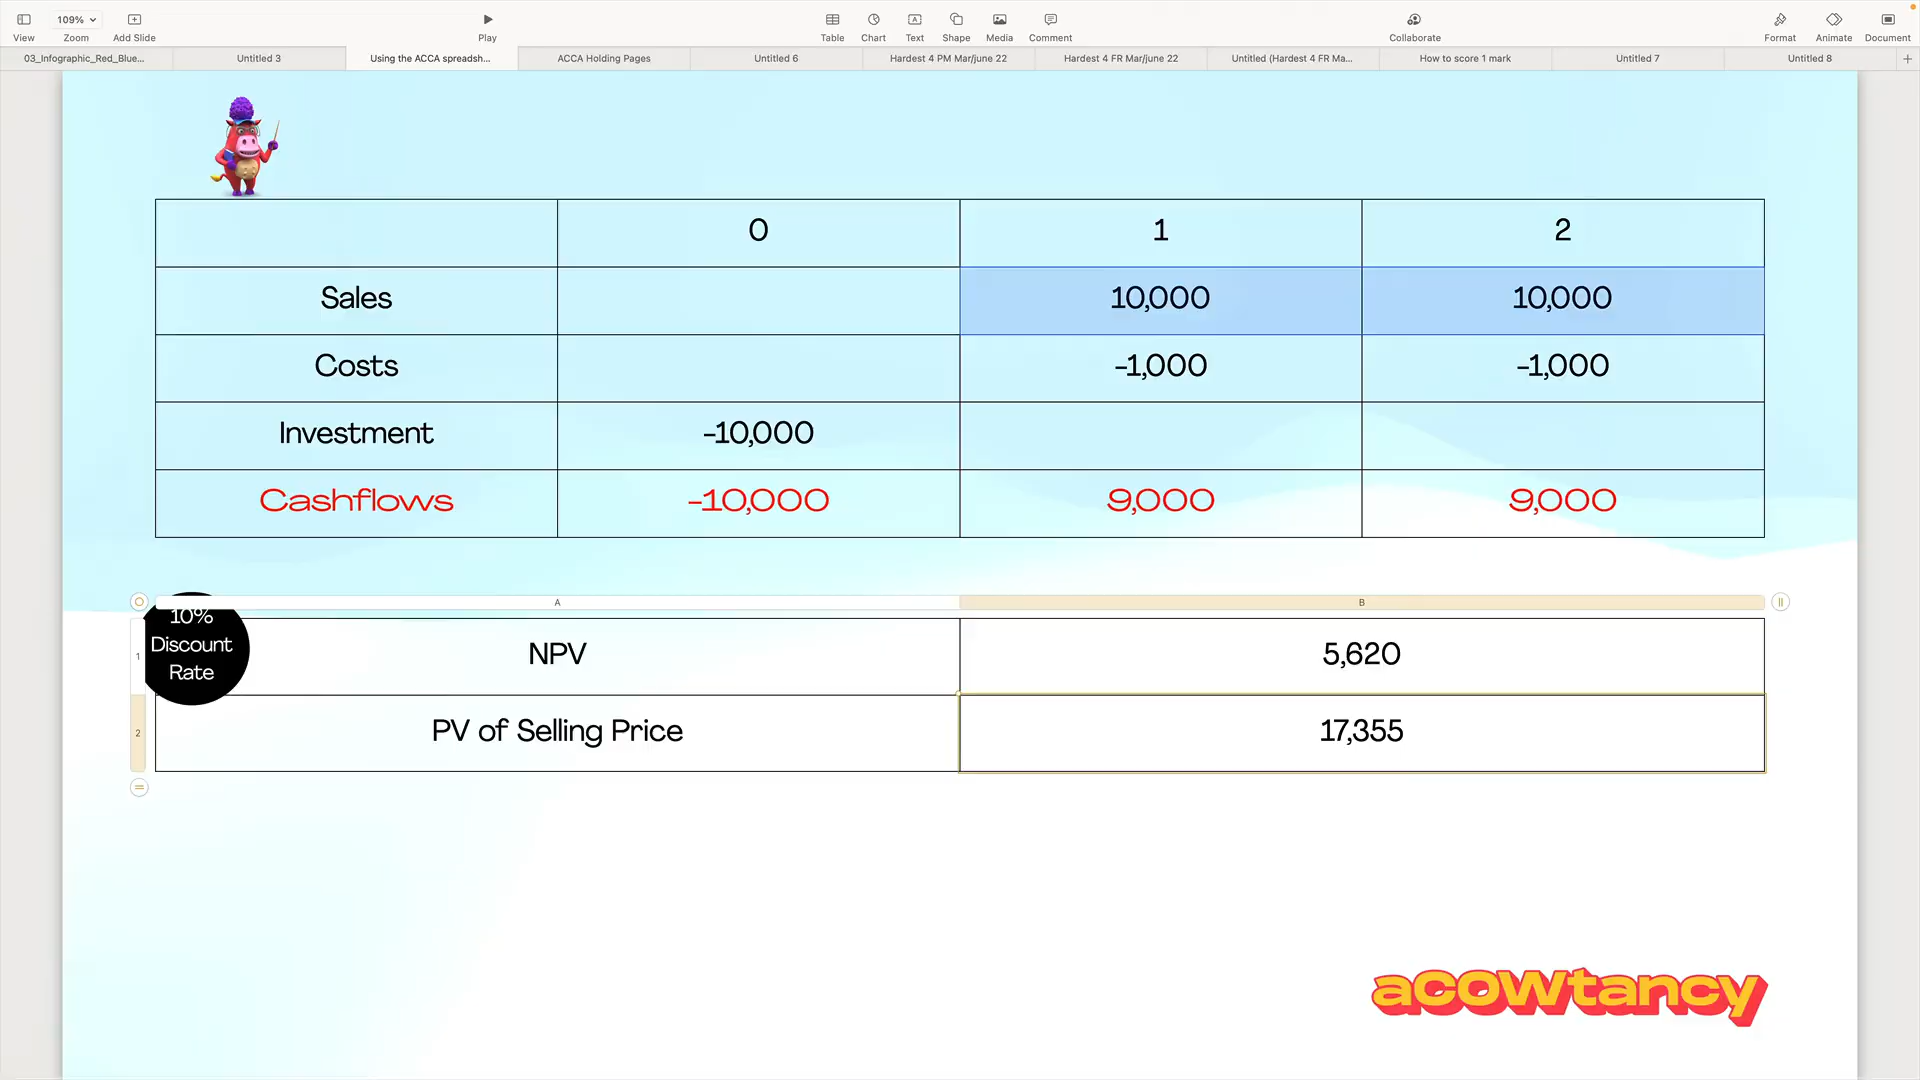 109%
View
Zoom
Add Slide
Play
Table
Chart
Text
Shape
Media
Comment
Collaborate
Format
Animate
Document
03_Infographic_Red_Blue...
Untitled 3
Using the ACCA spreadsh...
ACCA Holding Pages
Untitled 6
Hardest 4 PM Mar/june 22
Hardest 4 FR Mar/june 22
Untitled (Hardest 4 FR Ma...
How to score 1 mark
Untitled 7
Untitled 8
0 1 2
Sales 10,000 10,000
Costs -1,000 -1,000
Investment -10,000
Cashflows -10,000 9,000 9,000
A B
10%
Discount
Rate
1 NPV 5,620
2 PV of Selling Price 17,355
acowtancy